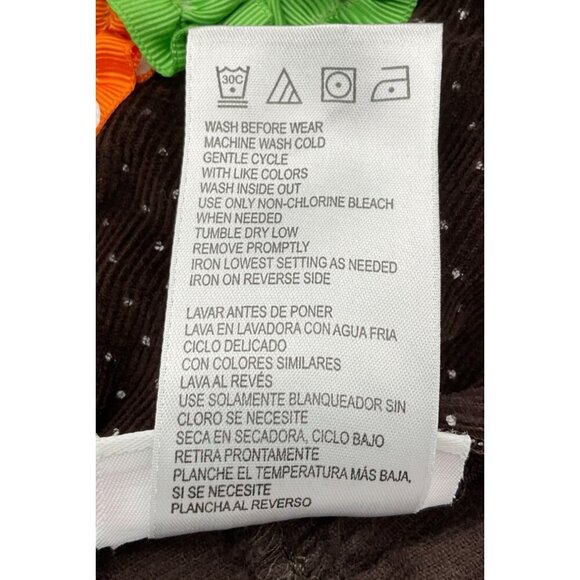 30C
WASH BEFORE WEAR
MACHINE WASH COLD
GENTLE CYCLE
WITH LIKE COLORS
WASH INSIDE OUT
USE ONLY NON-CHLORINE BLEACH
WHEN NEEDED
TUMBLE DRY LOW
REMOVE PROMPTLY
IRON LOWEST SETTING AS NEEDED
IRON ON REVERSE SIDE
LAVAR ANTES DE PONER
LAVA EN LAVADORA CON AGUA FRIA
CICLO DELICADO
CON COLORES SIMILARES
LAVA AL REVÉS
USE SOLAMENTE BLANQUEADOR SIN
CLORO SE NECESITE
SECA EN SECADORA, CICLO BAJO
RETIRA PRONTAMENTE
PLANCHE EL TEMPERATURA MÁS BAJA,
SI SE NECESITE
PLANCHA AL REVERSO